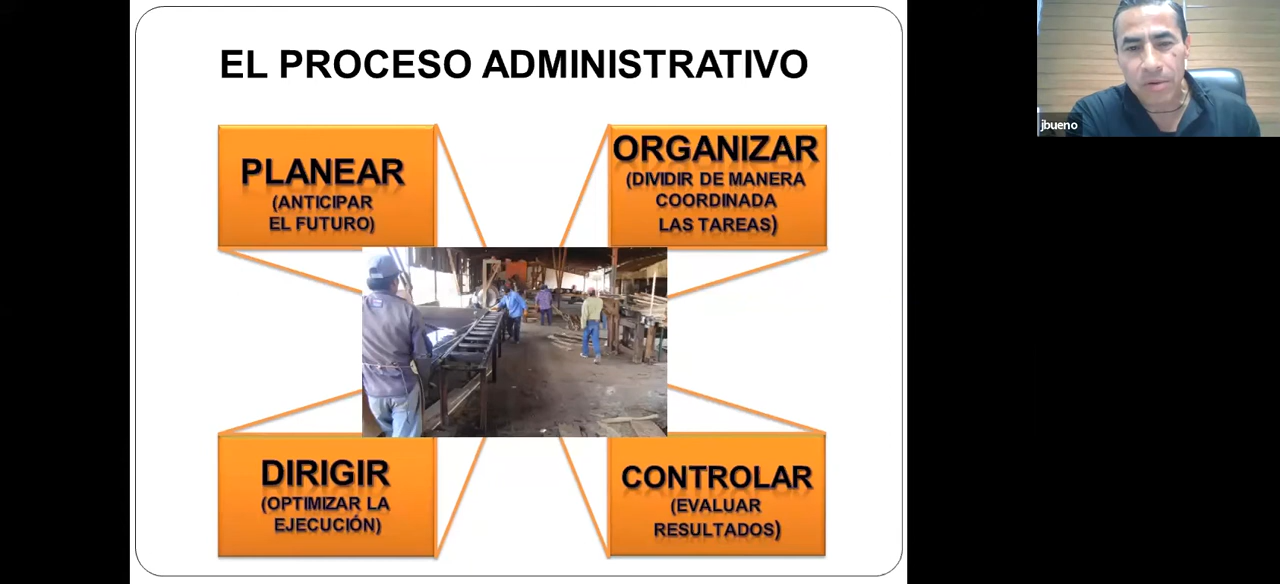 EL PROCESO ADMINISTRATIVO
PLANEAR
(ANTICIPAR
EL FUTURO)
ORGANIZAR
(DIVIDIR DE MANERA
COORDINADA
LAS TAREAS)
DIRIGIR
(OPTIMIZAR LA
EJECUCIÓN)
CONTROLAR
(EVALUAR
RESULTADOS)
jbueno